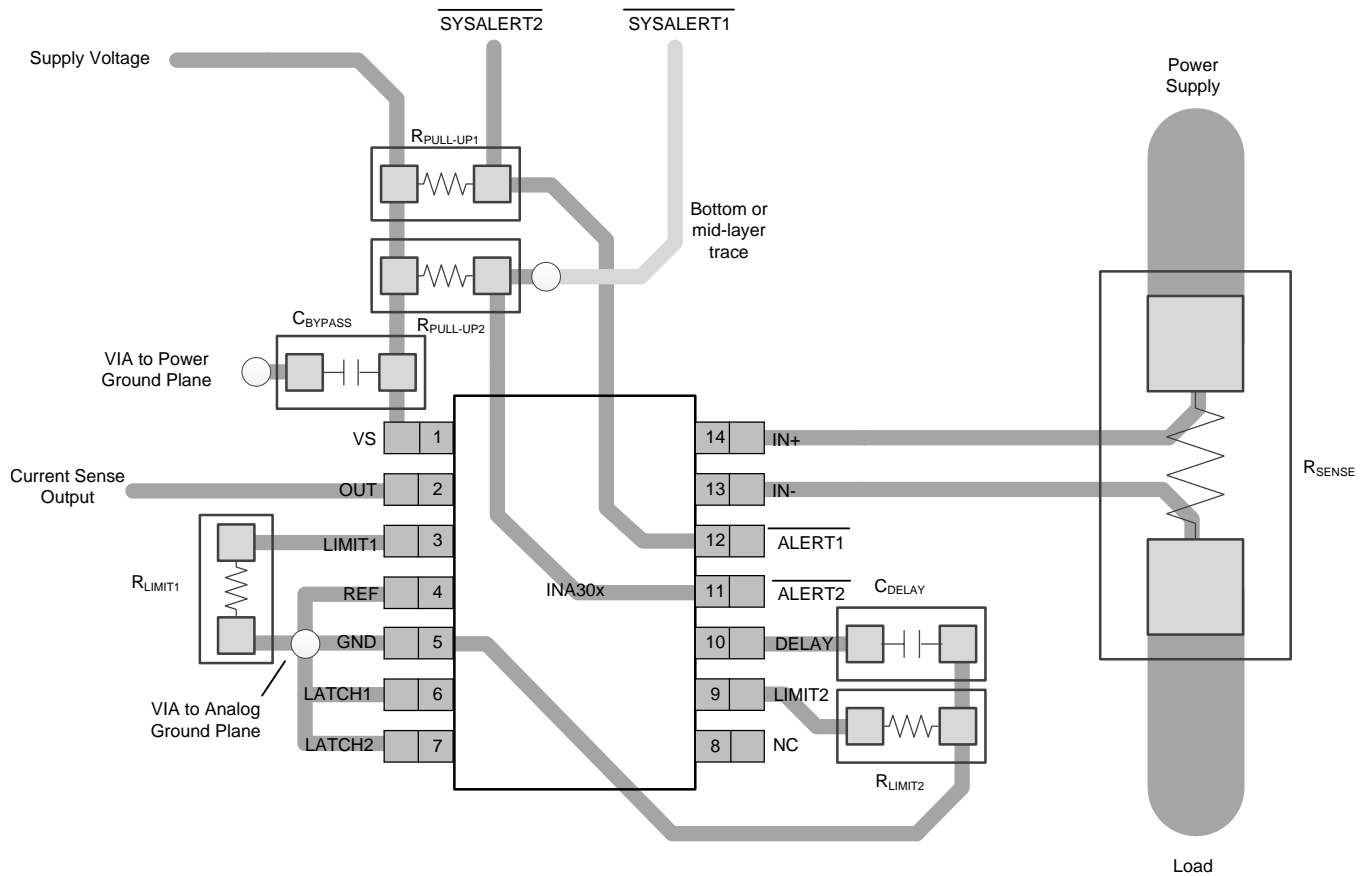 SYSALERT2
SYSALERT1
Supply Voltage
Power
Supply
RPULL-UP1
Bottom or
mid-layer
trace
CBYPASS
RPULL-UP2
VIA to Power
Ground Plane
VS 1
14 IN+
Current Sense
Output
OUT 2
13 IN-
RSENSE
LIMIT1 3
12 ALERT1
RLIMIT1
REF 4
INA30x
11 ALERT2
CDELAY
GND 5
10 DELAY
VIA to Analog
Ground Plane
LATCH1 6
9 LIMIT2
LATCH2 7
8 NC
RLIMIT2
Load